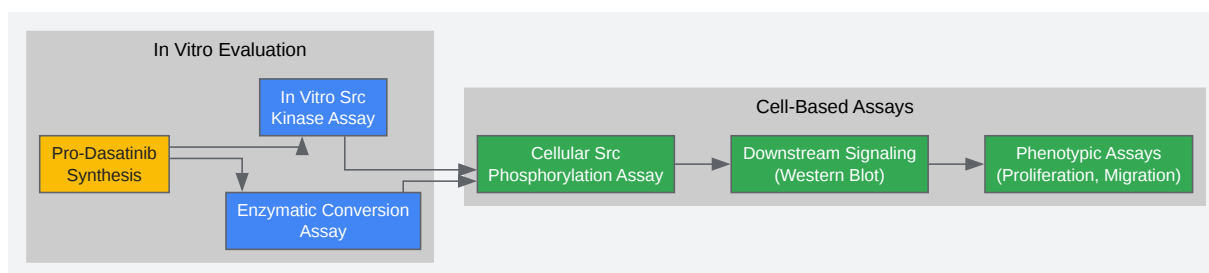 In Vitro Evaluation
In Vitro Src
Kinase Assay
Pro-Dasatinib
Synthesis
Enzymatic Conversion
Assay
Cell-Based Assays
Cellular Src
Phosphorylation Assay
Downstream Signaling
(Western Blot)
Phenotypic Assays
(Proliferation, Migration)